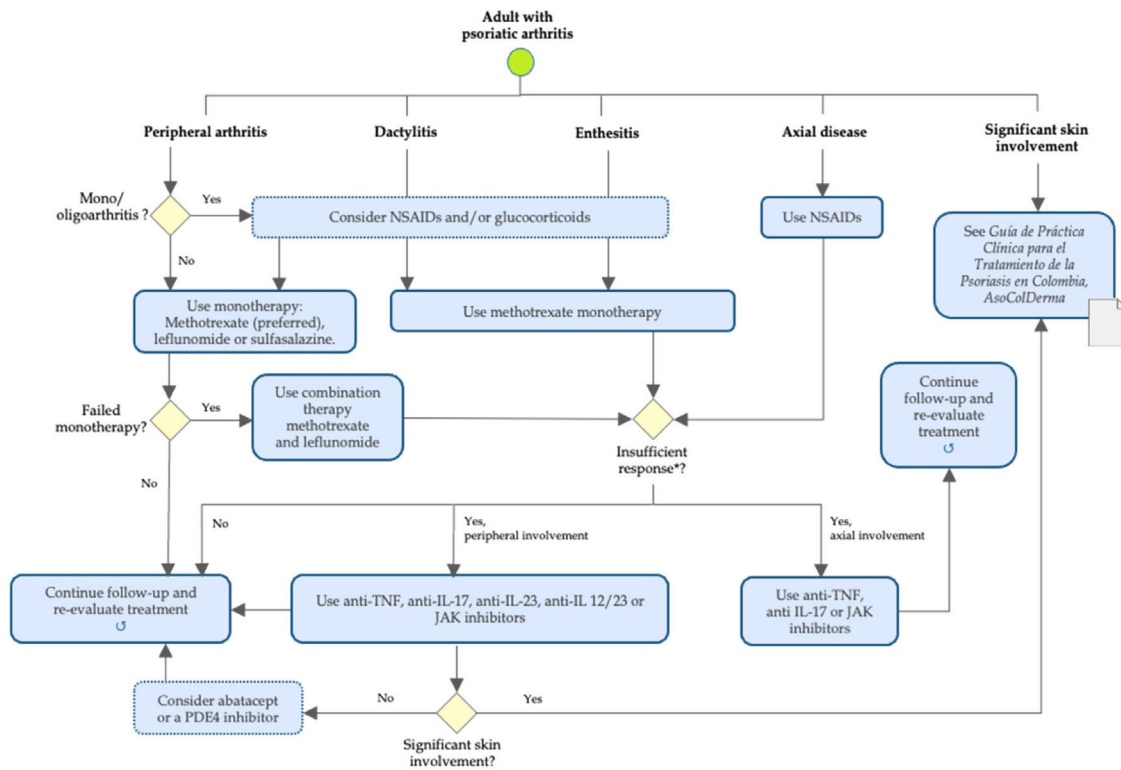 Adult with
psoriatic arthritis
Peripheral arthritis
Dactylitis
Enthesitis
Axial disease
Significant skin
involvement
Mono/
oligoarthritis ?
Yes
Consider NSAIDs and/or glucocorticoids
Use NSAIDs
See Guía de Práctica
Clínica para el
Tratamiento de la
Psoriasis en Colombia,
AsoColDerma
No
Use monotherapy:
Methotrexate (preferred),
leflunomide or sulfasalazine.
Use methotrexate monotherapy
Failed
monotherapy?
Yes
Use combination
therapy
methotrexate
and leflunomide
Continue
follow-up and
re-evaluate
treatment
↺
Insufficient
response*?
No
No
Yes,
peripheral involvement
Yes,
axial involvement
Continue follow-up and
re-evaluate treatment
↺
Use anti-TNF, anti-IL-17, anti-IL-23, anti-IL 12/23 or
JAK inhibitors
Use anti-TNF,
anti IL-17 or JAK
inhibitors
Consider abatacept
or a PDE4 inhibitor
No
Yes
Significant skin
involvement?